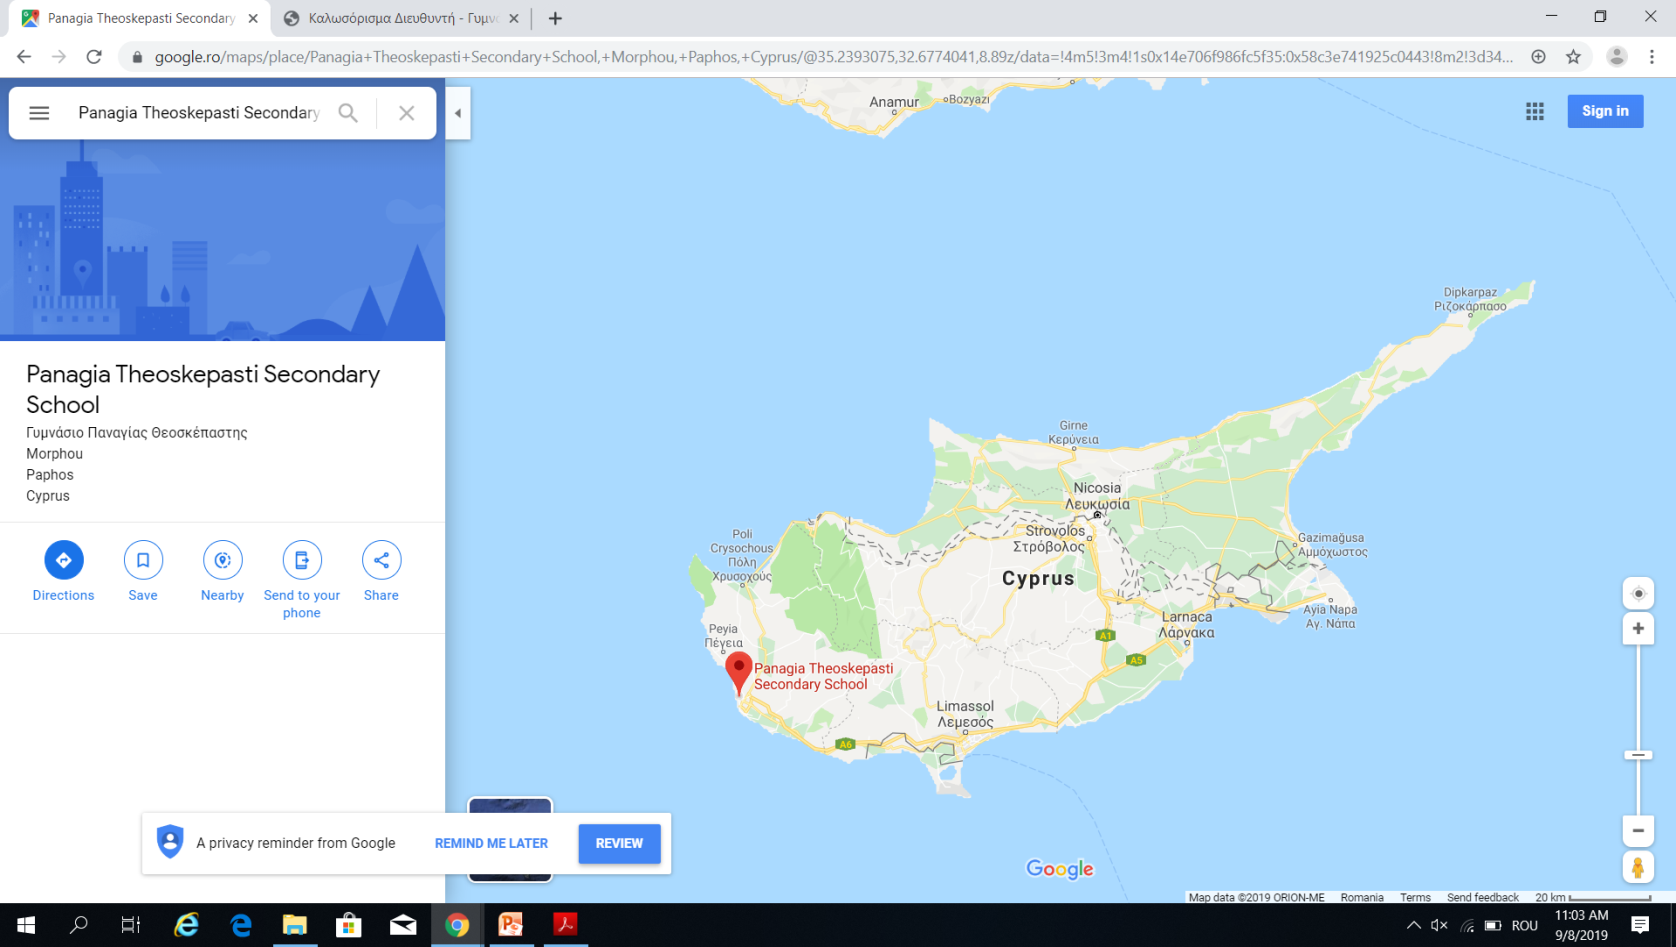 Panagia Theoskepasti Secondary
Καλωσόρισμα Διευθυντή - Γυμν
google.ro/maps/place/Panagia+Theoskepasti+Secondary+School,+Morphou,+Paphos,+Cyprus/@35.2393075,32.6774041,8.89z/data=!4m5!3m4!1s0x14e706f986fc5f35:0x58c3e741925c0443!8m2!3d34...
Panagia Theoskepasti Secondary
Sign in
Panagia Theoskepasti Secondary
School
Γυμνάσιο Παναγίας Θεοσκέπαστης
Morphou
Paphos
Cyprus
Directions
Save
Nearby
Send to your
phone
Share
Anamur
Bozyazı
Dipkarpaz
Ριζοκάρπασο
Girne
Κερύνεια
Nicosia
Λευκωσία
Strovolos
Στρόβολος
Poli
Crysochous
Πόλη
Χρυσοχούς
Gazimağusa
Αμμόχωστος
Cyprus
Ayia Napa
Αγ. Νάπα
Larnaca
Λάρνακα
Peyia
Πέγεια
A1
A5
Panagia Theoskepasti
Secondary School
Limassol
Λεμεσός
A6
A privacy reminder from Google
REMIND ME LATER
REVIEW
Google
Map data ©2019 ORION-ME
Romania
Terms
Send feedback
20 km
ROU
11:03 AM
9/8/2019